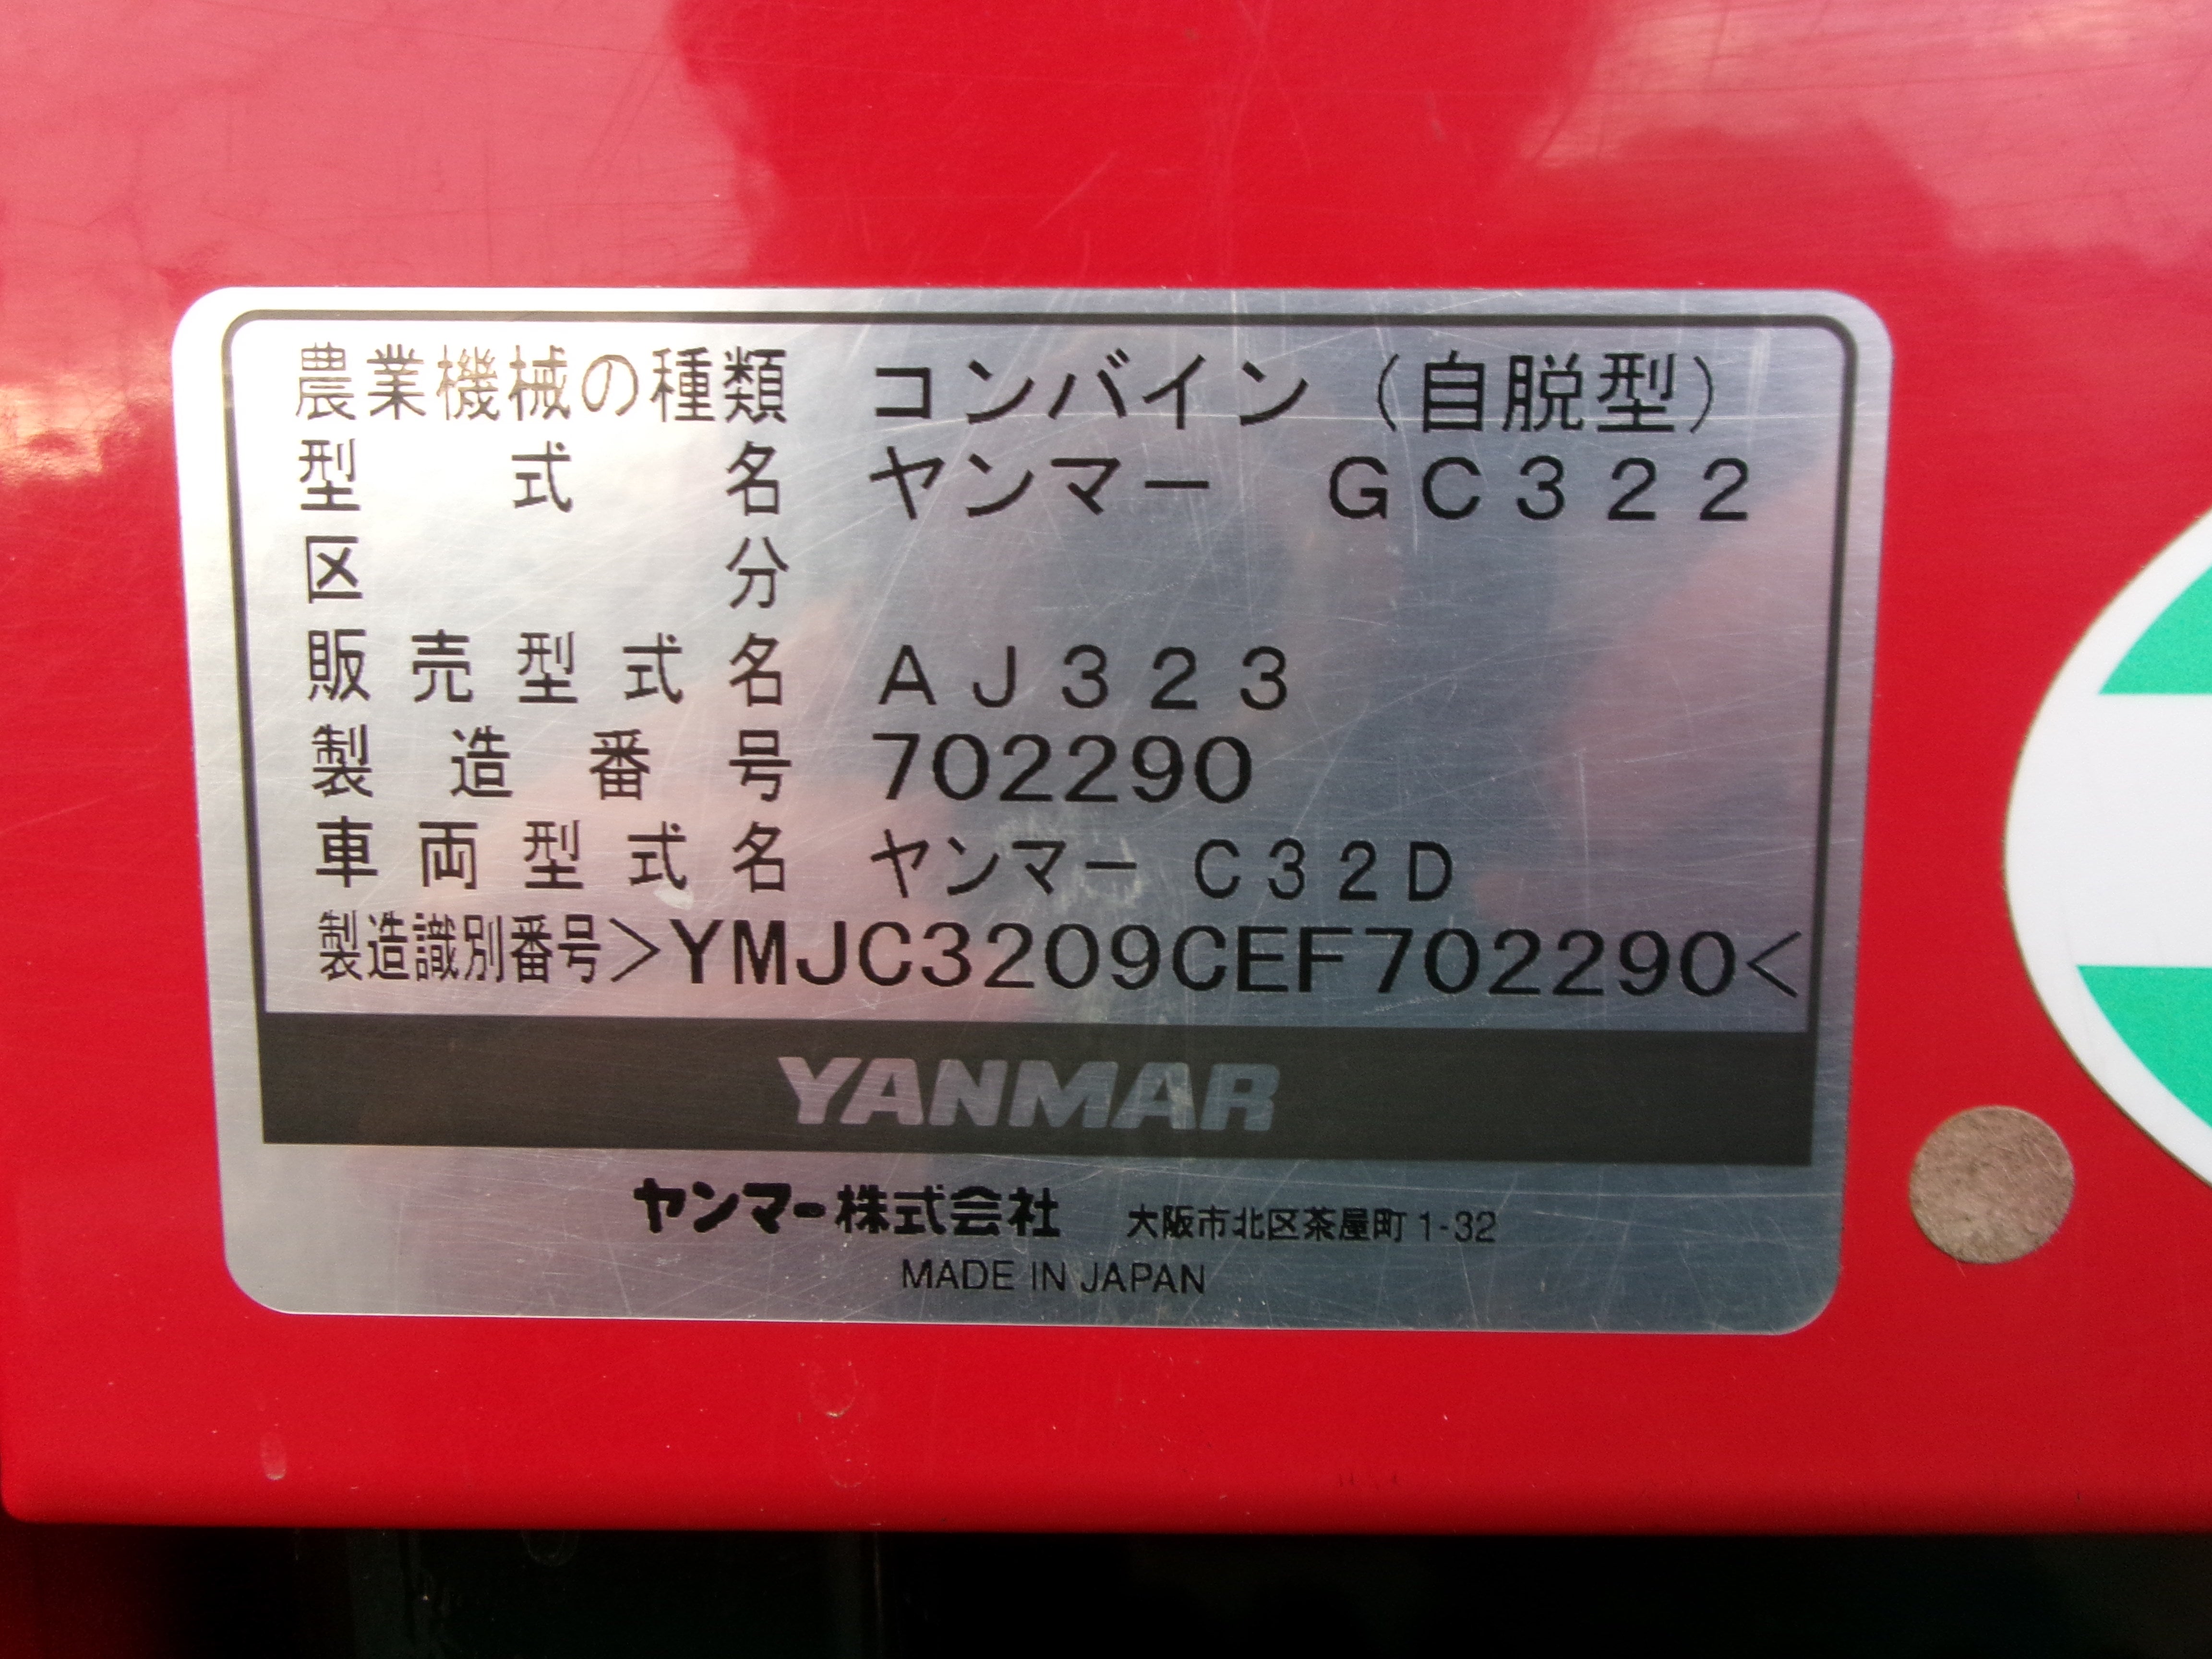 農業機械の種類 コンバイン（自脱型）
型式名 ヤンマー GC322
区分
販売型式名 AJ323
製造番号 702290
車両型式名 ヤンマー C32D
製造識別番号>YMJC3209CEF702290<
YANMAR
ヤンマー株式会社 大阪市北区茶屋町1-32
MADE IN JAPAN